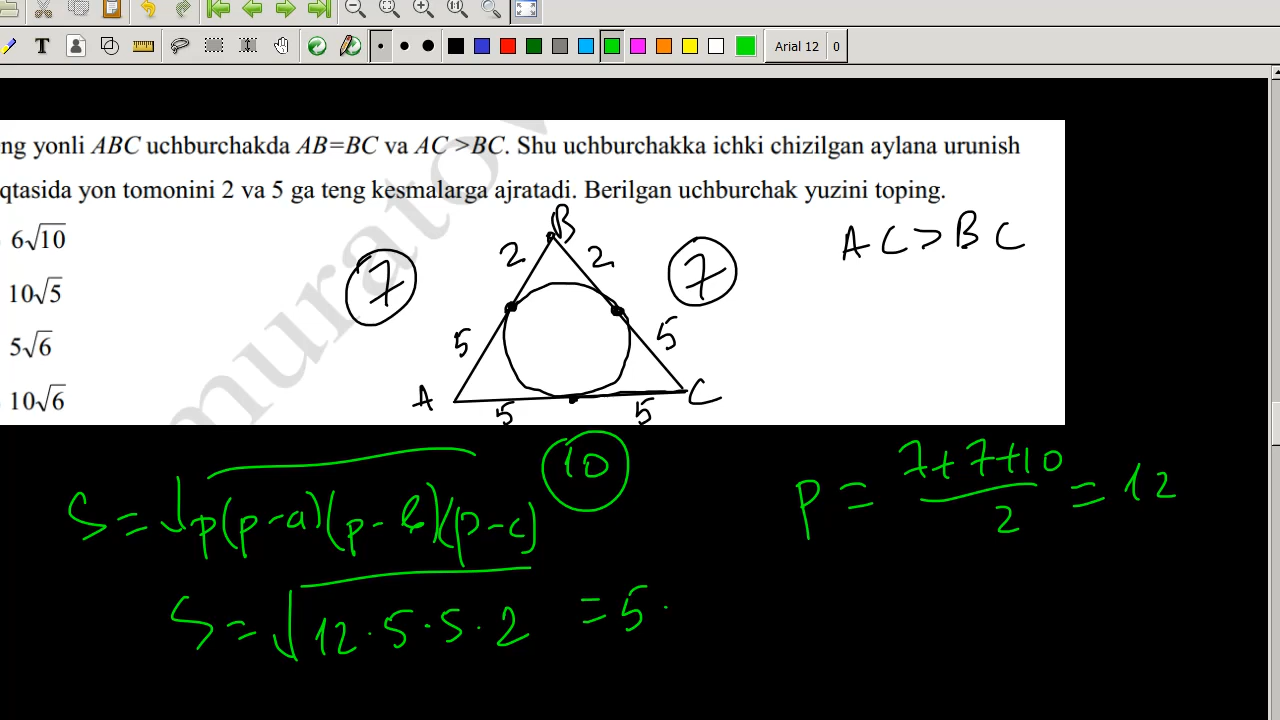 T Arial 12 0
ng yonli ABC uchburchakda AB=BC va AC >BC. Shu uchburchakka ichki chizilgan aylana urunish
qtasida yon tomonini 2 va 5 ga teng kesmalarga ajratadi. Berilgan uchburchak yuzini toping.
6√10
10√5
5√6
10√6
muratov
B
2 2
7 7
5 5
A C
5 5
AC>BC
10
S=√p(p-a)(p-b)(p-c)
p = (7+7+10)/2 = 12
S=√12·5·5·2 = 5·